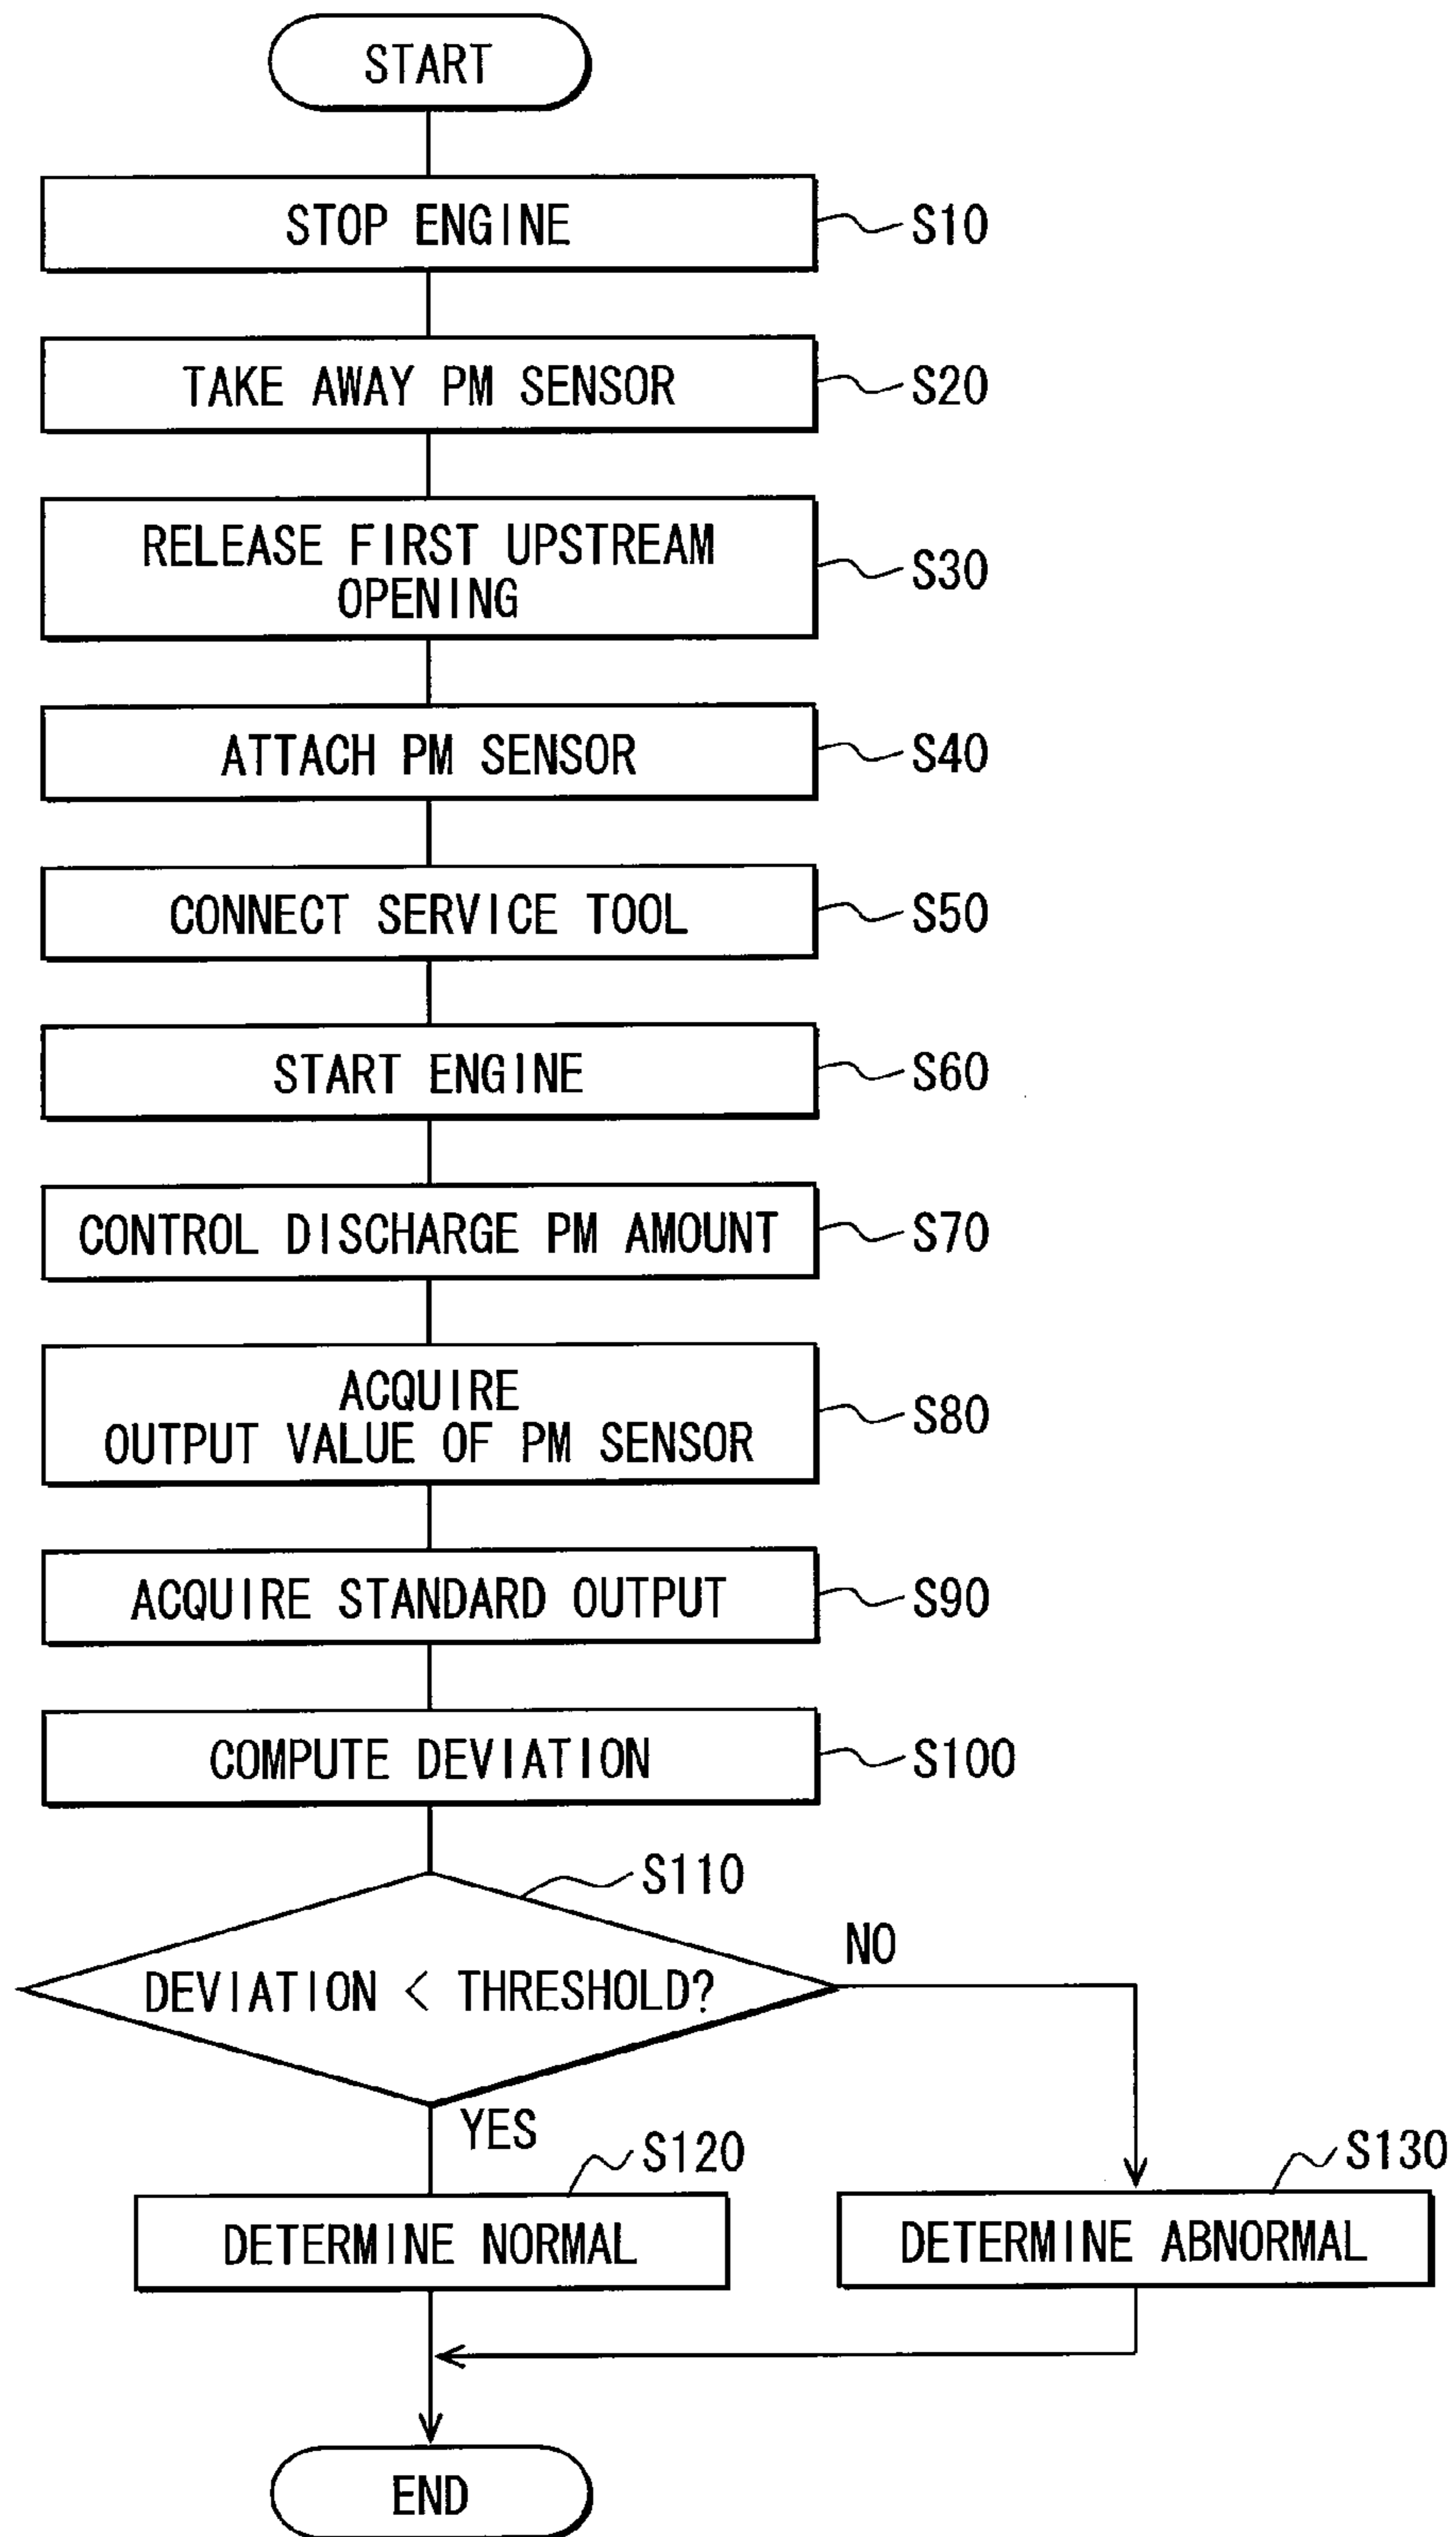 START
STOP ENGINE
S10
TAKE AWAY PM SENSOR
S20
RELEASE FIRST UPSTREAM
OPENING
S30
ATTACH PM SENSOR
S40
CONNECT SERVICE TOOL
S50
START ENGINE
S60
CONTROL DISCHARGE PM AMOUNT
S70
ACQUIRE
OUTPUT VALUE OF PM SENSOR
S80
ACQUIRE STANDARD OUTPUT
S90
COMPUTE DEVIATION
S100
S110
DEVIATION < THRESHOLD?
NO
YES
S120
DETERMINE NORMAL
S130
DETERMINE ABNORMAL
END